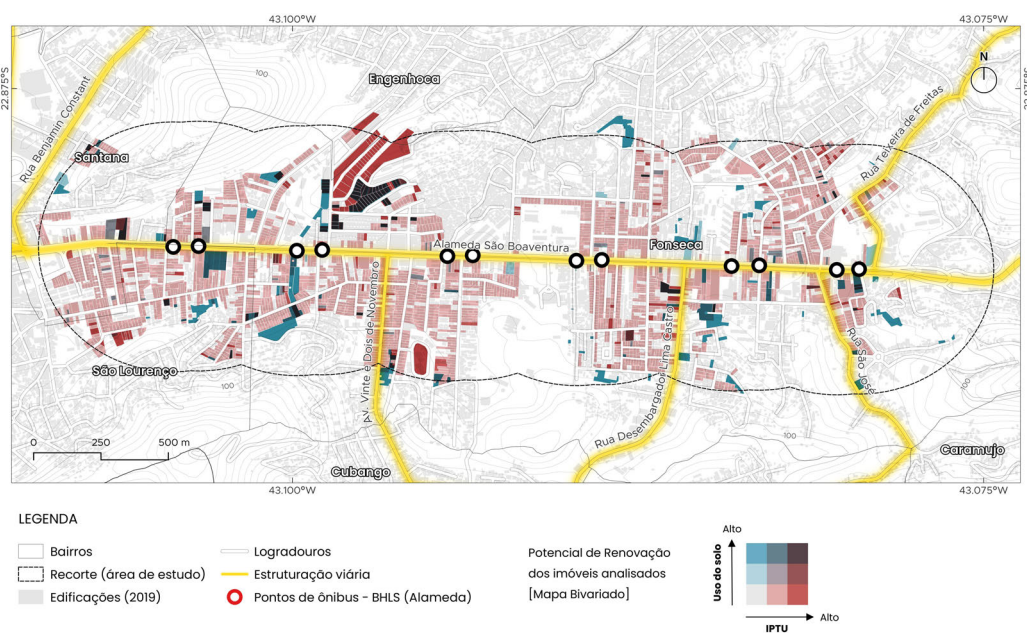 43.100°W
43.075°W
22.875°S
N
100
Engenhoca
Rua Benjamin Constant
Rua Teixeira de Freitas
Santana
Alameda São Boaventura
Fonseca
Av. Vinte e Dois de Novembro
Rua Desembargador Lima Castro
Rua São José
São Lourenço
100
100
100
0 250 500 m
Cubango
Caramujo
43.100°W
43.075°W
LEGENDA
Bairros
Recorte (área de estudo)
Edificações (2019)
Logradouros
Estruturação viária
Pontos de ônibus - BHLS (Alameda)
Potencial de Renovação
dos imóveis analisados
[Mapa Bivariado]
Alto
Uso do solo
Alto
IPTU